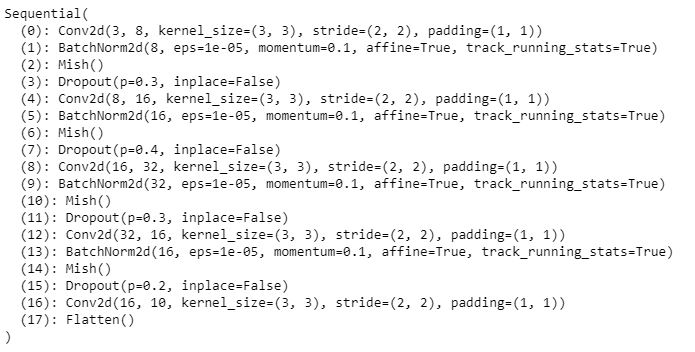 Sequential(
  (0): Conv2d(3, 8, kernel_size=(3, 3), stride=(2, 2), padding=(1, 1))
  (1): BatchNorm2d(8, eps=1e-05, momentum=0.1, affine=True, track_running_stats=True)
  (2): Mish()
  (3): Dropout(p=0.3, inplace=False)
  (4): Conv2d(8, 16, kernel_size=(3, 3), stride=(2, 2), padding=(1, 1))
  (5): BatchNorm2d(16, eps=1e-05, momentum=0.1, affine=True, track_running_stats=True)
  (6): Mish()
  (7): Dropout(p=0.4, inplace=False)
  (8): Conv2d(16, 32, kernel_size=(3, 3), stride=(2, 2), padding=(1, 1))
  (9): BatchNorm2d(32, eps=1e-05, momentum=0.1, affine=True, track_running_stats=True)
  (10): Mish()
  (11): Dropout(p=0.3, inplace=False)
  (12): Conv2d(32, 16, kernel_size=(3, 3), stride=(2, 2), padding=(1, 1))
  (13): BatchNorm2d(16, eps=1e-05, momentum=0.1, affine=True, track_running_stats=True)
  (14): Mish()
  (15): Dropout(p=0.2, inplace=False)
  (16): Conv2d(16, 10, kernel_size=(3, 3), stride=(2, 2), padding=(1, 1))
  (17): Flatten()
)